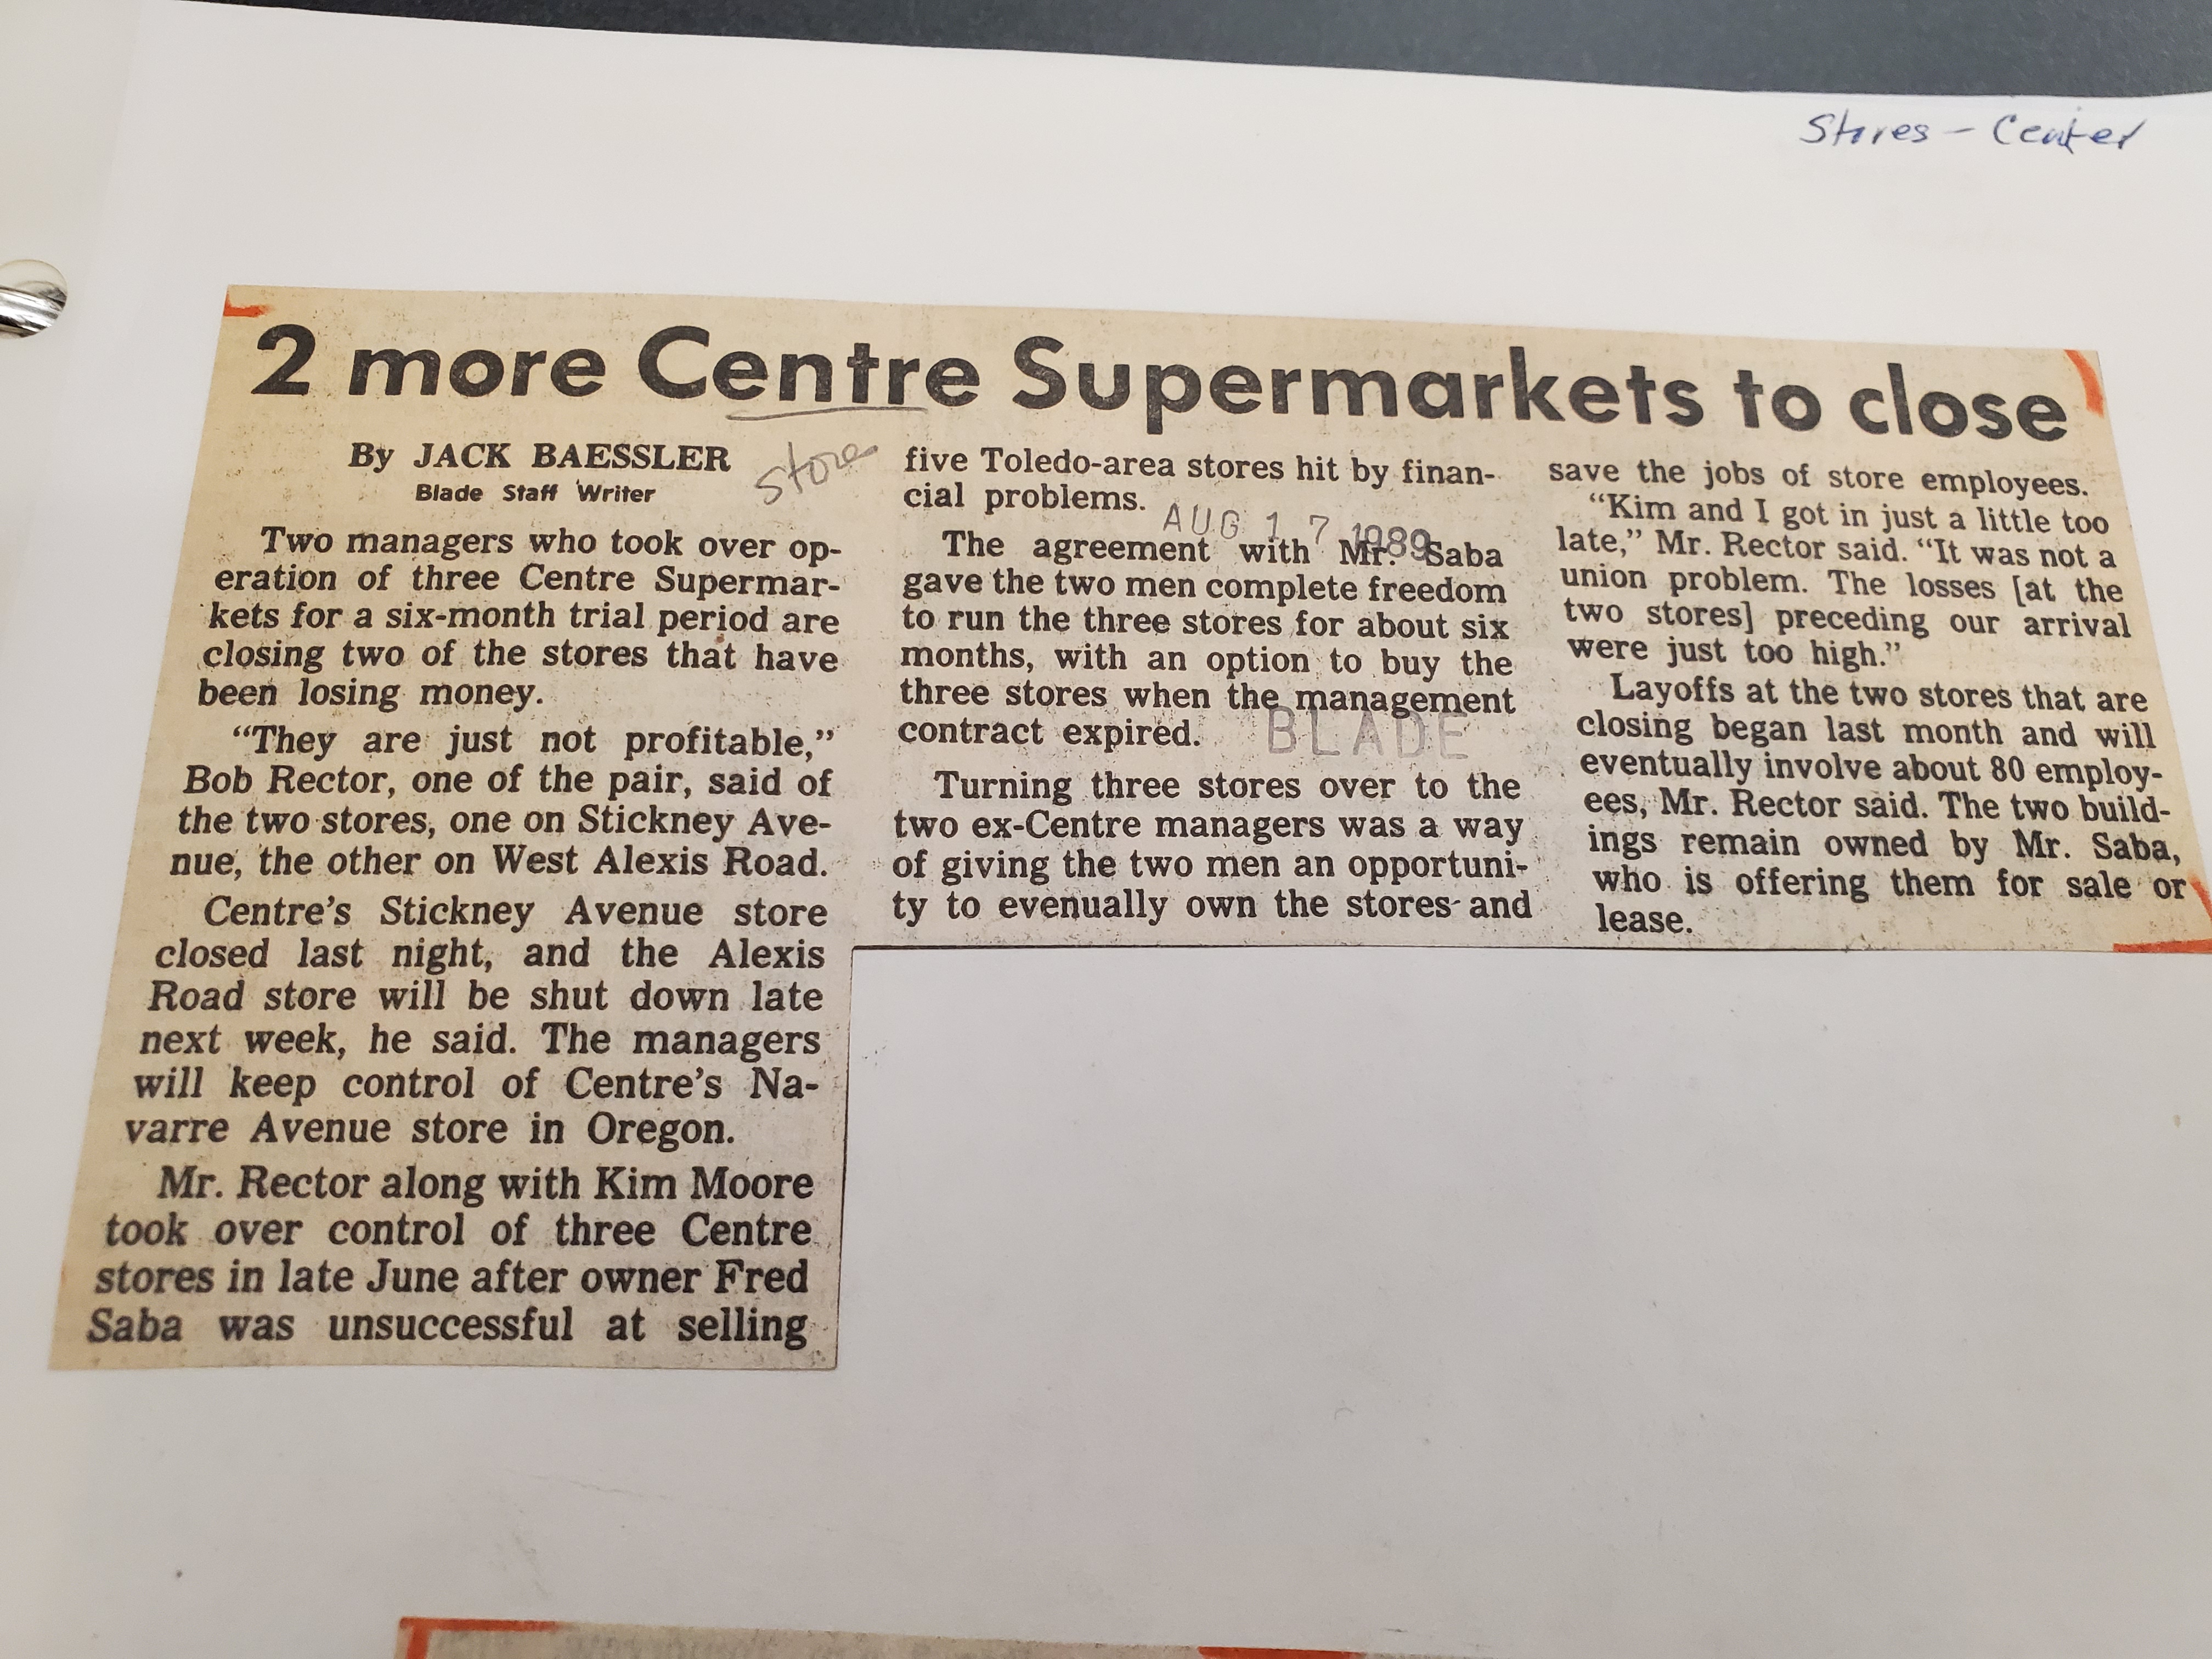 Stores - Center
2 more Centre Supermarkets to close
By JACK BAESSLER
Blade Staff Writer
store
Two managers who took over op-
eration of three Centre Supermar-
kets for a six-month trial period are
closing two of the stores that have
been losing money.
“They are just not profitable,”
Bob Rector, one of the pair, said of
the two stores, one on Stickney Ave-
nue, the other on West Alexis Road.
Centre’s Stickney Avenue store
closed last night, and the Alexis
Road store will be shut down late
next week, he said. The managers
will keep control of Centre’s Na-
varre Avenue store in Oregon.
Mr. Rector along with Kim Moore
took over control of three Centre
stores in late June after owner Fred
Saba was unsuccessful at selling
five Toledo-area stores hit by finan-
cial problems.
AUG 17 1989
The agreement with Mr. Saba
gave the two men complete freedom
to run the three stores for about six
months, with an option to buy the
three stores when the management
contract expired.
BLADE
Turning three stores over to the
two ex-Centre managers was a way
of giving the two men an opportuni-
ty to evenually own the stores and
save the jobs of store employees.
“Kim and I got in just a little too
late,” Mr. Rector said. “It was not a
union problem. The losses [at the
two stores] preceding our arrival
were just too high.”
Layoffs at the two stores that are
closing began last month and will
eventually involve about 80 employ-
ees, Mr. Rector said. The two build-
ings remain owned by Mr. Saba,
who is offering them for sale or
lease.